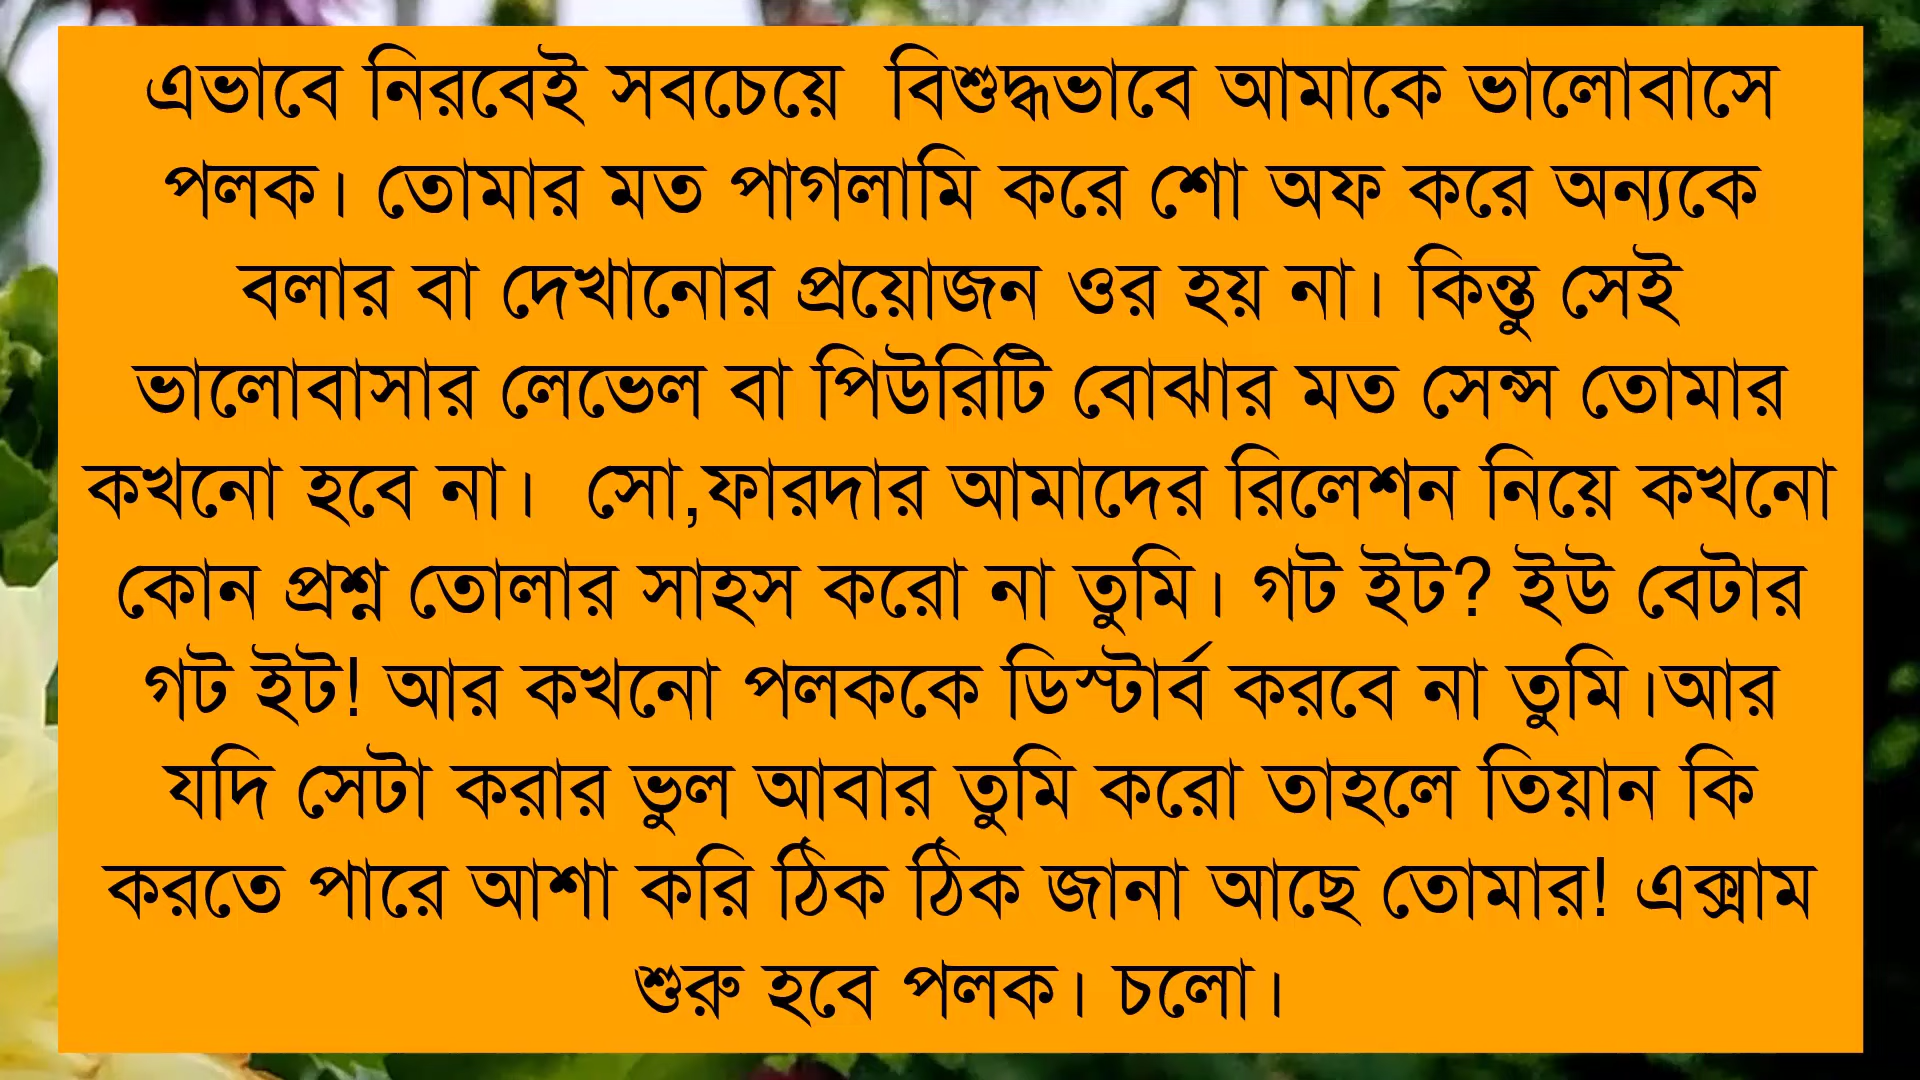 এভাবে নিরবেই সবচেয়ে  বিশুদ্ধভাবে আমাকে ভালোবাসে
পলক। তোমার মত পাগলামি করে শো অফ করে অন্যকে
বলার বা দেখানোর প্রয়োজন ওর হয় না। কিন্তু সেই
ভালোবাসার লেভেল বা পিউরিটি বোঝার মত সেন্স তোমার
কখনো হবে না।  সো,ফারদার আমাদের রিলেশন নিয়ে কখনো
কোন প্রশ্ন তোলার সাহস করো না তুমি। গট ইট? ইউ বেটার
গট ইট! আর কখনো পলককে ডিস্টার্ব করবে না তুমি।আর
যদি সেটা করার ভুল আবার তুমি করো তাহলে তিয়ান কি
করতে পারে আশা করি ঠিক ঠিক জানা আছে তোমার! এক্সাম
শুরু হবে পলক। চলো।